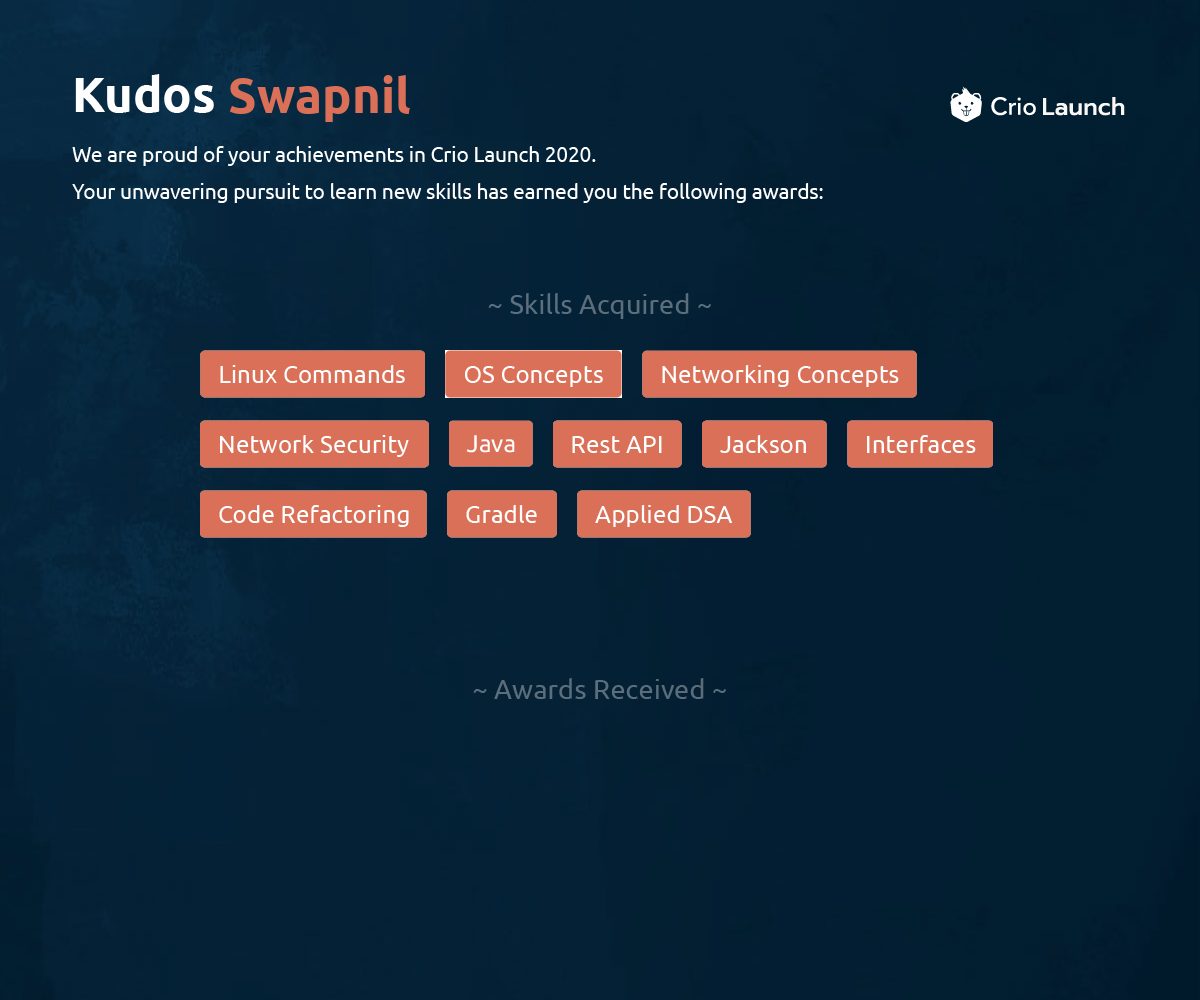 Kudos Swapnil
Crio Launch
We are proud of your achievements in Crio Launch 2020.
Your unwavering pursuit to learn new skills has earned you the following awards:
~ Skills Acquired ~
Linux Commands OS Concepts Networking Concepts
Network Security Java Rest API Jackson Interfaces
Code Refactoring Gradle Applied DSA
~ Awards Received ~